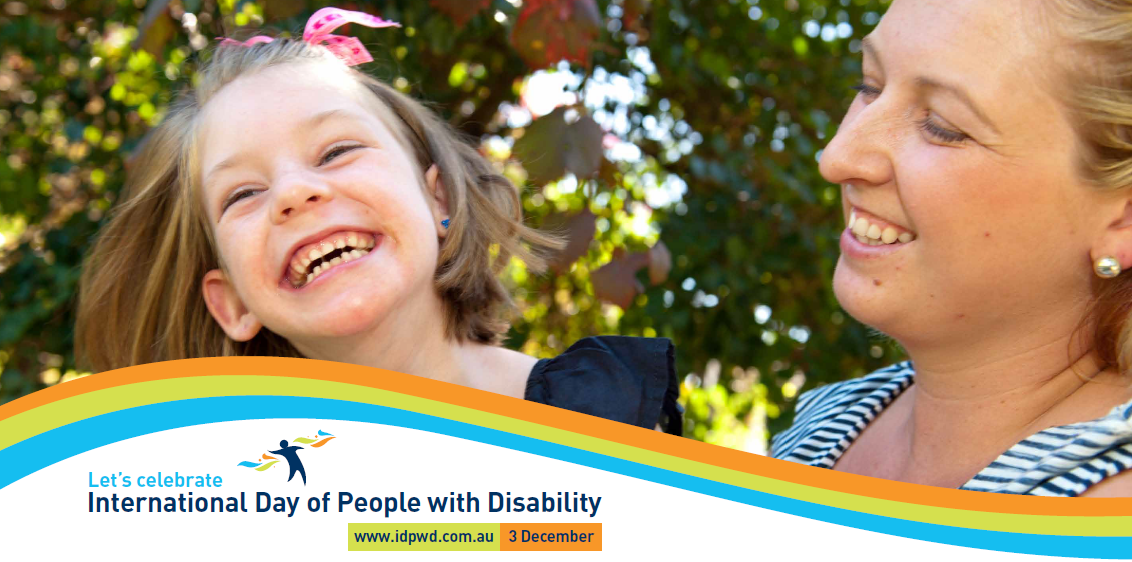 Let's celebrate
International Day of People with Disability
www.idpwd.com.au 3 December